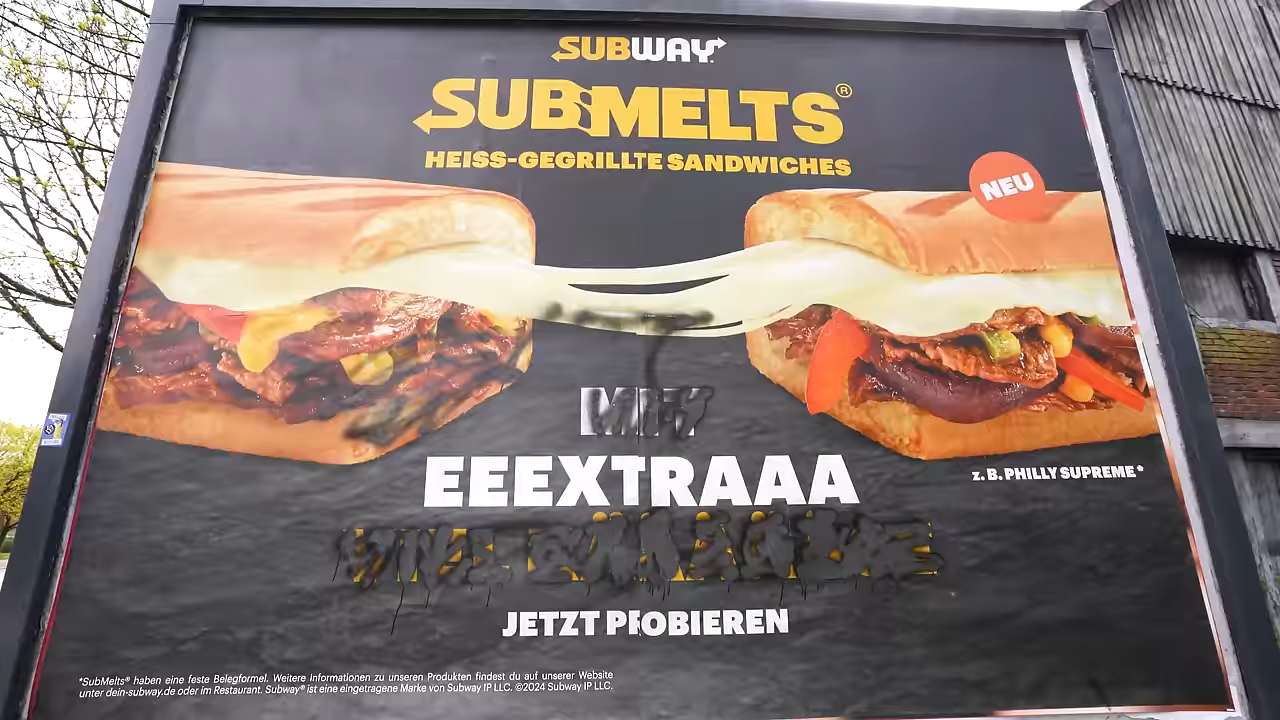 SUBWAY
SUBMELTS®
HEISS-GEGRILLTE SANDWICHES
NEU
MIT
z. B. PHILLY SUPREME*
EEEXTRAAA
JETZT PROBIEREN
*SubMelts® haben eine feste Belegformel. Weitere Informationen zu unseren Produkten findest du auf unserer Website
unter dein-subway.de oder im Restaurant. Subway® ist eine eingetragene Marke von Subway IP LLC. ©2024 Subway IP LLC.